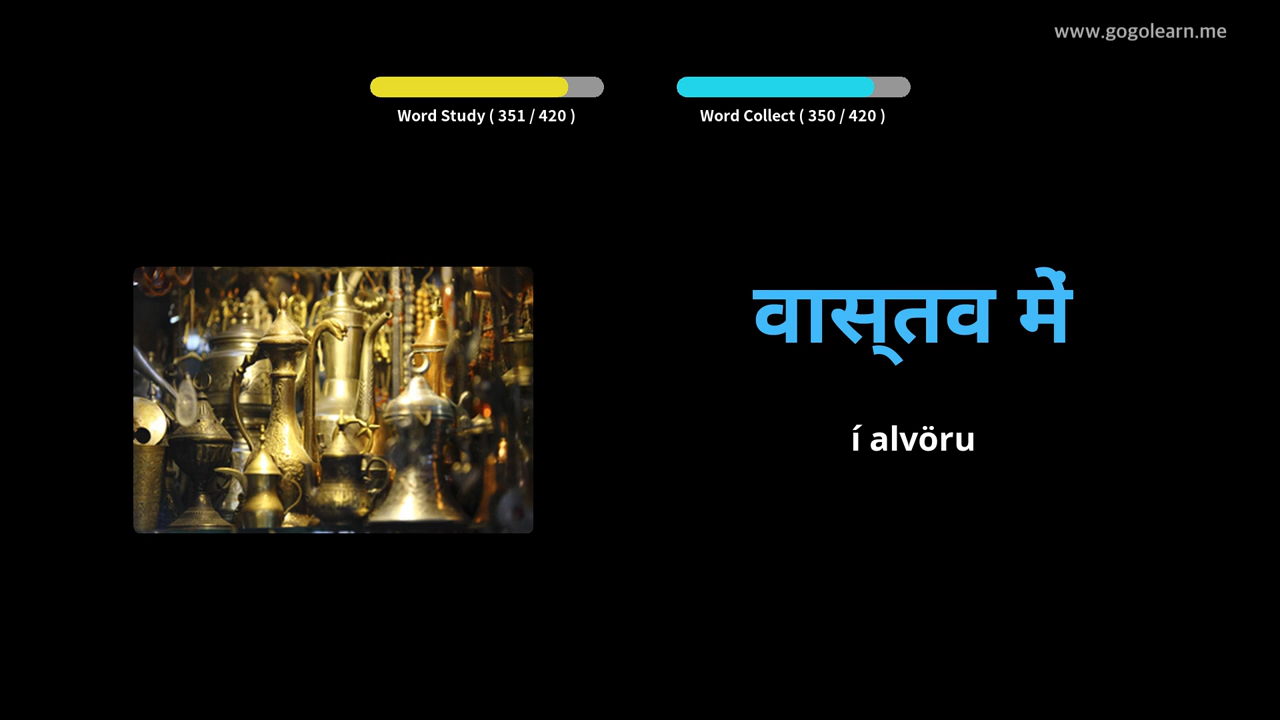 www.gogolearn.me
Word Study ( 351 / 420 )
Word Collect ( 350 / 420 )
वास्तव में
í alvöru